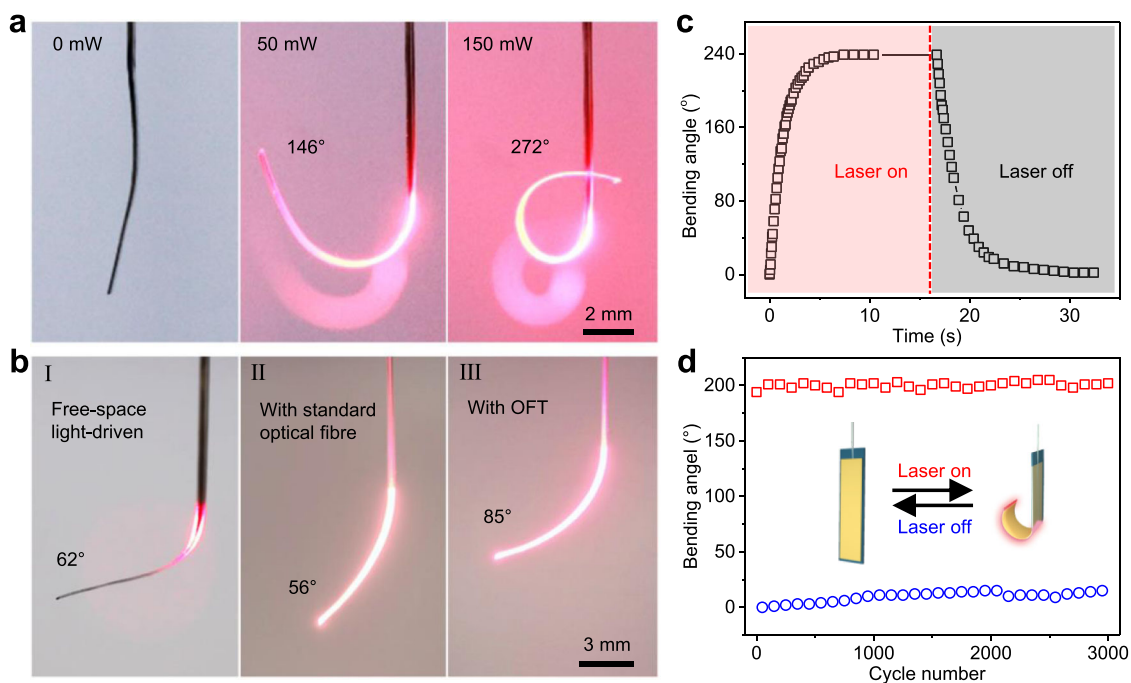 a
0 mW
50 mW
150 mW
146°
272°
2 mm
b
I
II
III
Free-space
light-driven
With standard
optical fibre
With OFT
62°
56°
85°
3 mm
c
Bending angle (°)
240
160
80
0
Laser on
Laser off
0
10
20
30
Time (s)
d
Bending angel (°)
200
150
100
50
0
Laser on
Laser off
0
1000
2000
3000
Cycle number